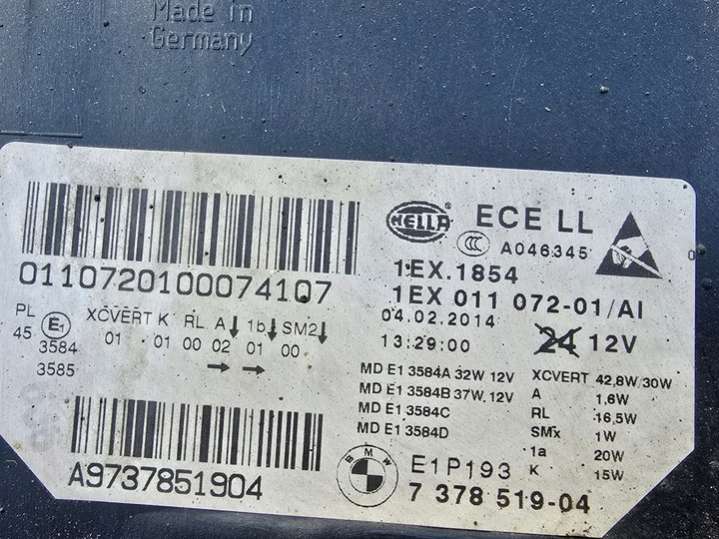 Made in
Germany
HELLA
ECE LL
CCC
A046345
0110720100074107
1EX.1854
1EX 011 072-01/AI
04.02.2014
13:29:00
24 12V
PL
45
E1
3584
3585
XCVERT K RL A↓ 1b↓ SM2↓
01 01 00 02 01 00
→ →
MD E1 3584A 32W 12V
MD E1 3584B 37W.12V
MD E1 3584C
MD E1 3584D
XCVERT 42,8W/30W
A 1,6W
RL 16,5W
SMx 1W
1a 20W
K 15W
A9737851904
BMW
E1P193
7 378 519-04